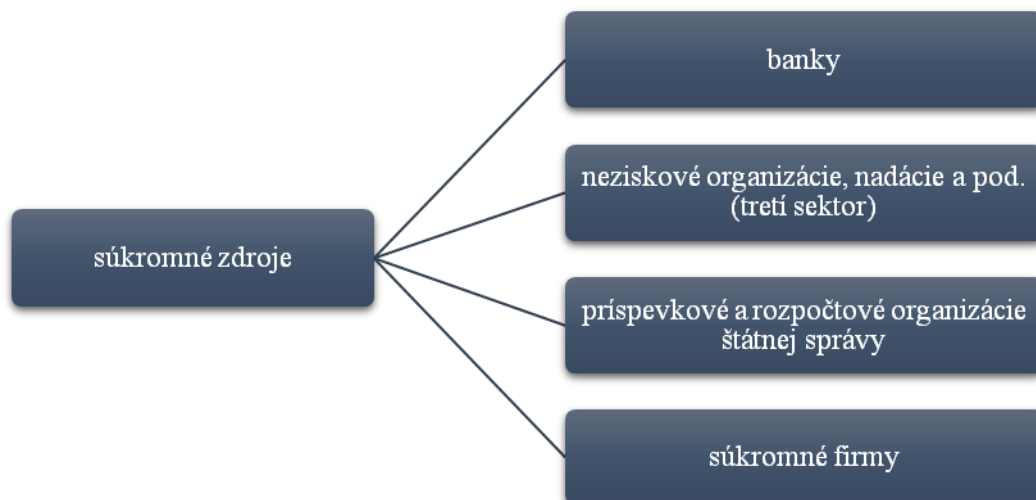 banky
neziskové organizácie, nadácie a pod.
(tretí sektor)
súkromné zdroje
príspevkové a rozpočtové organizácie
štátnej správy
súkromné firmy